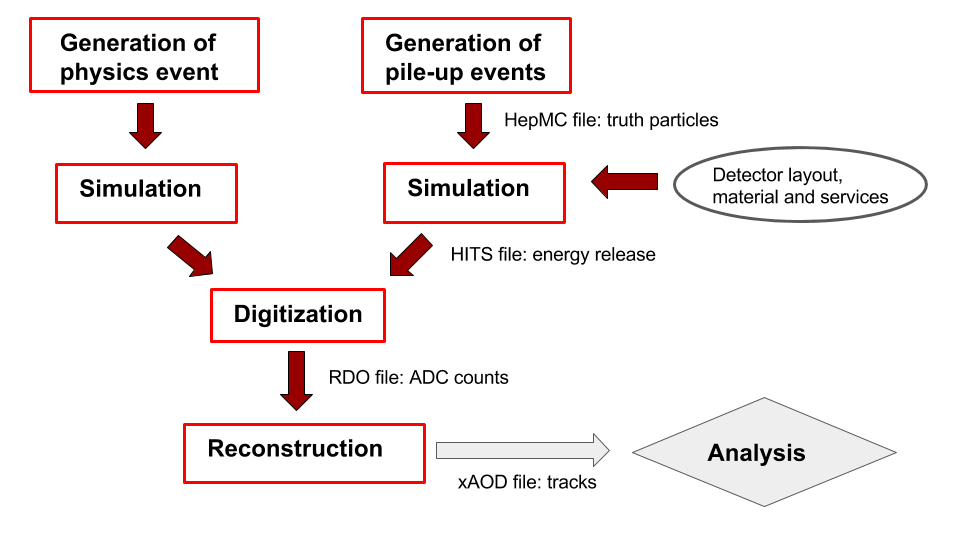 Generation of
physics event
Generation of
pile-up events
HepMC file: truth particles
Simulation
Simulation
Detector layout,
material and services
HITS file: energy release
Digitization
RDO file: ADC counts
Reconstruction
Analysis
xAOD file: tracks